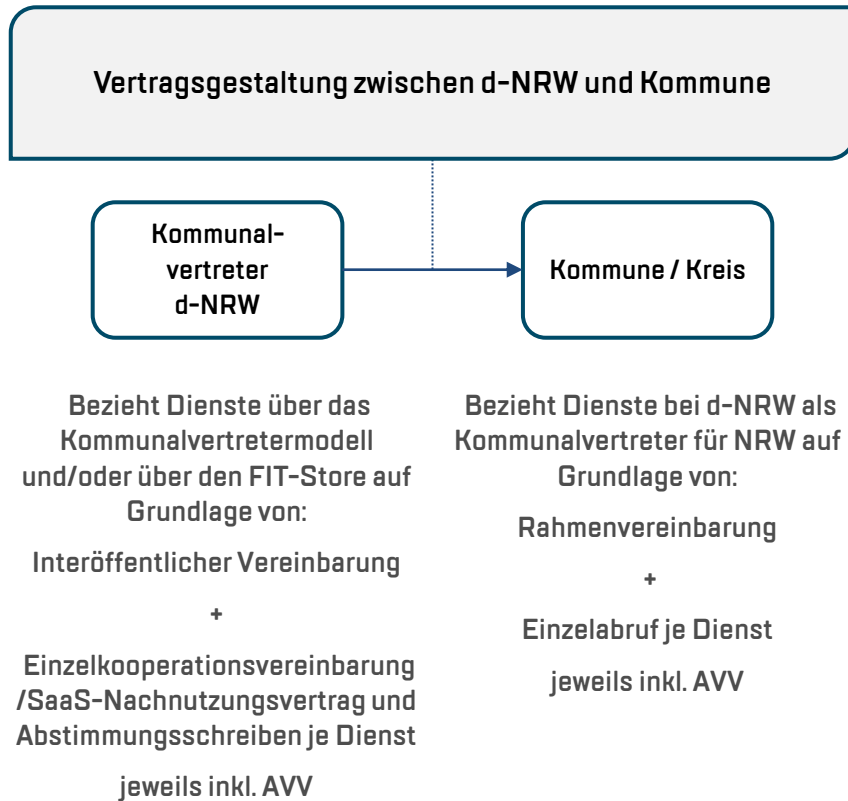 Vertragsgestaltung zwischen d-NRW und Kommune
Kommunal-
vertreter
d-NRW
Kommune / Kreis
Bezieht Dienste über das
Kommunalvertretermodell
und/oder über den FIT-Store auf
Grundlage von:
Interöffentlicher Vereinbarung
+
Einzelkooperationsvereinbarung
/SaaS-Nachnutzungsvertrag und
Abstimmungsschreiben je Dienst
jeweils inkl. AVV
Bezieht Dienste bei d-NRW als
Kommunalvertreter für NRW auf
Grundlage von:
Rahmenvereinbarung
+
Einzelabruf je Dienst
jeweils inkl. AVV